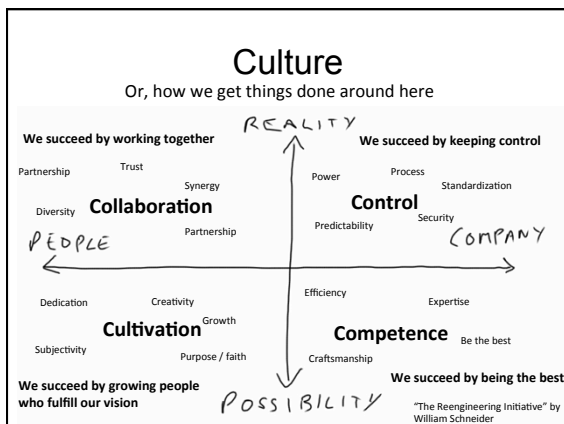 Culture
Or, how we get things done around here
REALITY
We succeed by working together
We succeed by keeping control
Partnership
Trust
Synergy
Diversity
Collaboration
Partnership
Power
Process
Standardization
Control
Security
Predictability
PEOPLE
COMPANY
Dedication
Creativity
Growth
Cultivation
Subjectivity
Purpose / faith
Efficiency
Expertise
Competence
Be the best
Craftsmanship
We succeed by growing people
who fulfill our vision
We succeed by being the best
POSSIBILITY
“The Reengineering Initiative” by
William Schneider